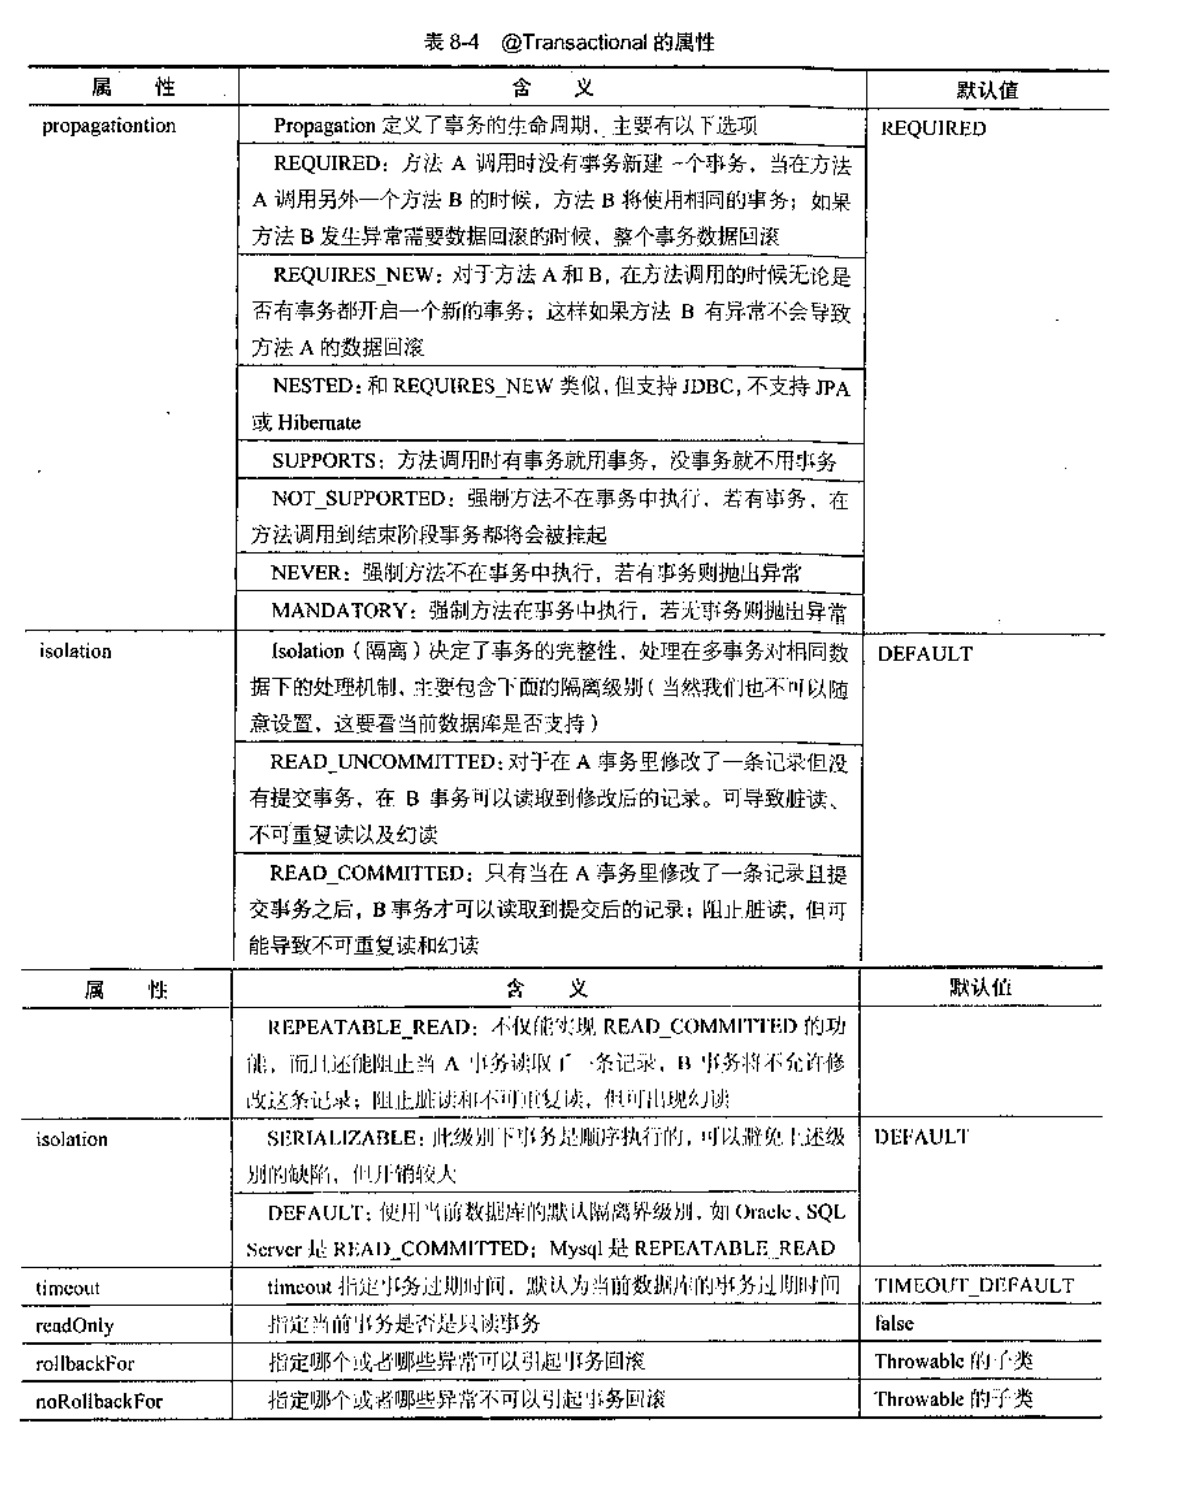 表 8-4 @Transactional 的属性
属 性 含 义 默认值
propagationtion Propagation 定义了事务的生命周期，主要有以下选项 REQUIRED
REQUIRED：方法 A 调用时没有事务新建一个事务，当在方法
A 调用另外一个方法 B 的时候，方法 B 将使用相同的事务；如果
方法 B 发生异常需要数据回滚的时候，整个事务数据回滚
REQUIRES_NEW：对于方法 A 和 B，在方法调用的时候无论是
否有事务都开启一个新的事务；这样如果方法 B 有异常不会导致
方法 A 的数据回滚
NESTED：和 REQUIRES_NEW 类似，但支持 JDBC，不支持 JPA
或 Hibernate
SUPPORTS：方法调用时有事务就用事务，没事务就不用事务
NOT_SUPPORTED：强制方法不在事务中执行，若有事务，在
方法调用到结束阶段事务都将会被挂起
NEVER：强制方法不在事务中执行，若有事务则抛出异常
MANDATORY：强制方法在事务中执行，若无事务则抛出异常
isolation Isolation（隔离）决定了事务的完整性，处理在多事务对相同数 DEFAULT
据下的处理机制，主要包含下面的隔离级别（当然我们也不可以随
意设置，这要看当前数据库是否支持）
READ_UNCOMMITTED：对于在 A 事务里修改了一条记录但没
有提交事务，在 B 事务可以读取到修改后的记录。可导致脏读、
不可重复读以及幻读
READ_COMMITTED：只有当在 A 事务里修改了一条记录且提
交事务之后，B 事务才可以读取到提交后的记录；阻止脏读，但可
能导致不可重复读和幻读
属 性 含 义 默认值
REPEATABLE_READ：不仅能实现 READ_COMMITTED 的功
能，而且还能阻止当 A 事务读取了一条记录，B 事务将不允许修
改这条记录；阻止脏读和不可重复读，但可出现幻读
isolation SERIALIZABLE：此级别下事务是顺序执行的，可以避免上述级 DEFAULT
别的缺陷，但开销较大
DEFAULT：使用当前数据库的默认隔离界级别，如 Oracle、SQL
Server 是 READ_COMMITTED；Mysql 是 REPEATABLE_READ
timeout timeout 指定事务过期时间，默认为当前数据库的事务过期时间 TIMEOUT_DEFAULT
readOnly 指定当前事务是否是只读事务 false
rollbackFor 指定哪个或者哪些异常可以引起事务回滚 Throwable 的子类
noRollbackFor 指定哪个或者哪些异常不可以引起事务回滚 Throwable 的子类